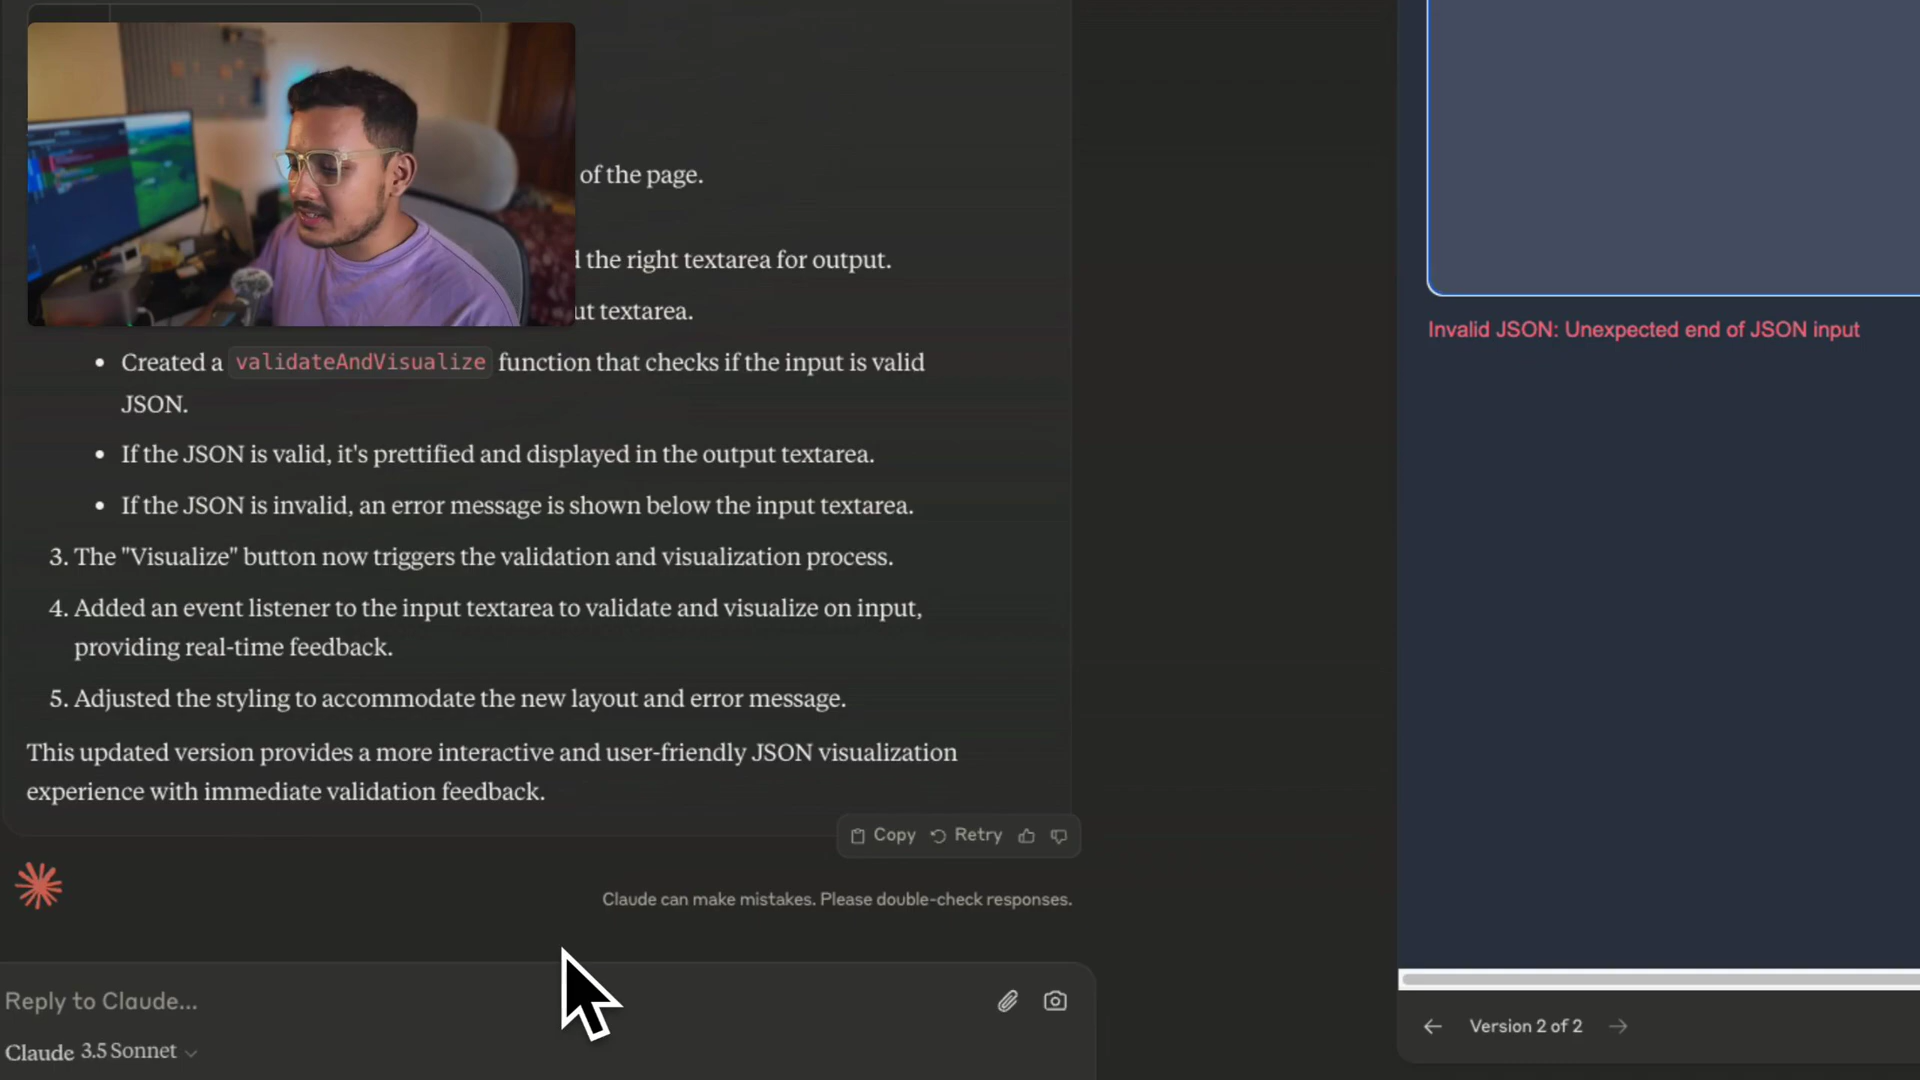 of the page.
the right textarea for output.
textarea.
Created a validateAndVisualize function that checks if the input is valid
JSON.
If the JSON is valid, it's prettified and displayed in the output textarea.
If the JSON is invalid, an error message is shown below the input textarea.
3. The "Visualize" button now triggers the validation and visualization process.
4. Added an event listener to the input textarea to validate and visualize on input,
providing real-time feedback.
5. Adjusted the styling to accommodate the new layout and error message.
This updated version provides a more interactive and user-friendly JSON visualization
experience with immediate validation feedback.
Copy Retry
Claude can make mistakes. Please double-check responses.
Reply to Claude...
Claude 3.5 Sonnet
Invalid JSON: Unexpected end of JSON input
Version 2 of 2